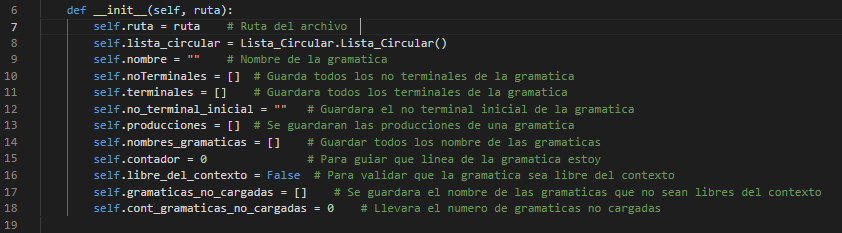 6 def __init__(self, ruta):
7 self.ruta = ruta # Ruta del archivo
8 self.lista_circular = Lista_Circular.Lista_Circular()
9 self.nombre = "" # Nombre de la gramatica
10 self.noTerminales = [] # Guarda todos los no terminales de la gramatica
11 self.terminales = [] # Guardara todos los terminales de la gramatica
12 self.no_terminal_inicial = "" # Guardara el no terminal inicial de la gramatica
13 self.producciones = [] # Se guardaran las producciones de una gramatica
14 self.nombres_gramaticas = [] # Guardar todos los nombre de las gramaticas
15 self.contador = 0 # Para guiar que linea de la gramatica estoy
16 self.libre_del_contexto = False # Para validar que la gramatica sea libre del contexto
17 self.gramaticas_no_cargadas = [] # Se guardara el nombre de las gramaticas que no sean libres del contexto
18 self.cont_gramaticas_no_cargadas = 0 # Llevara el numero de gramaticas no cargadas
19